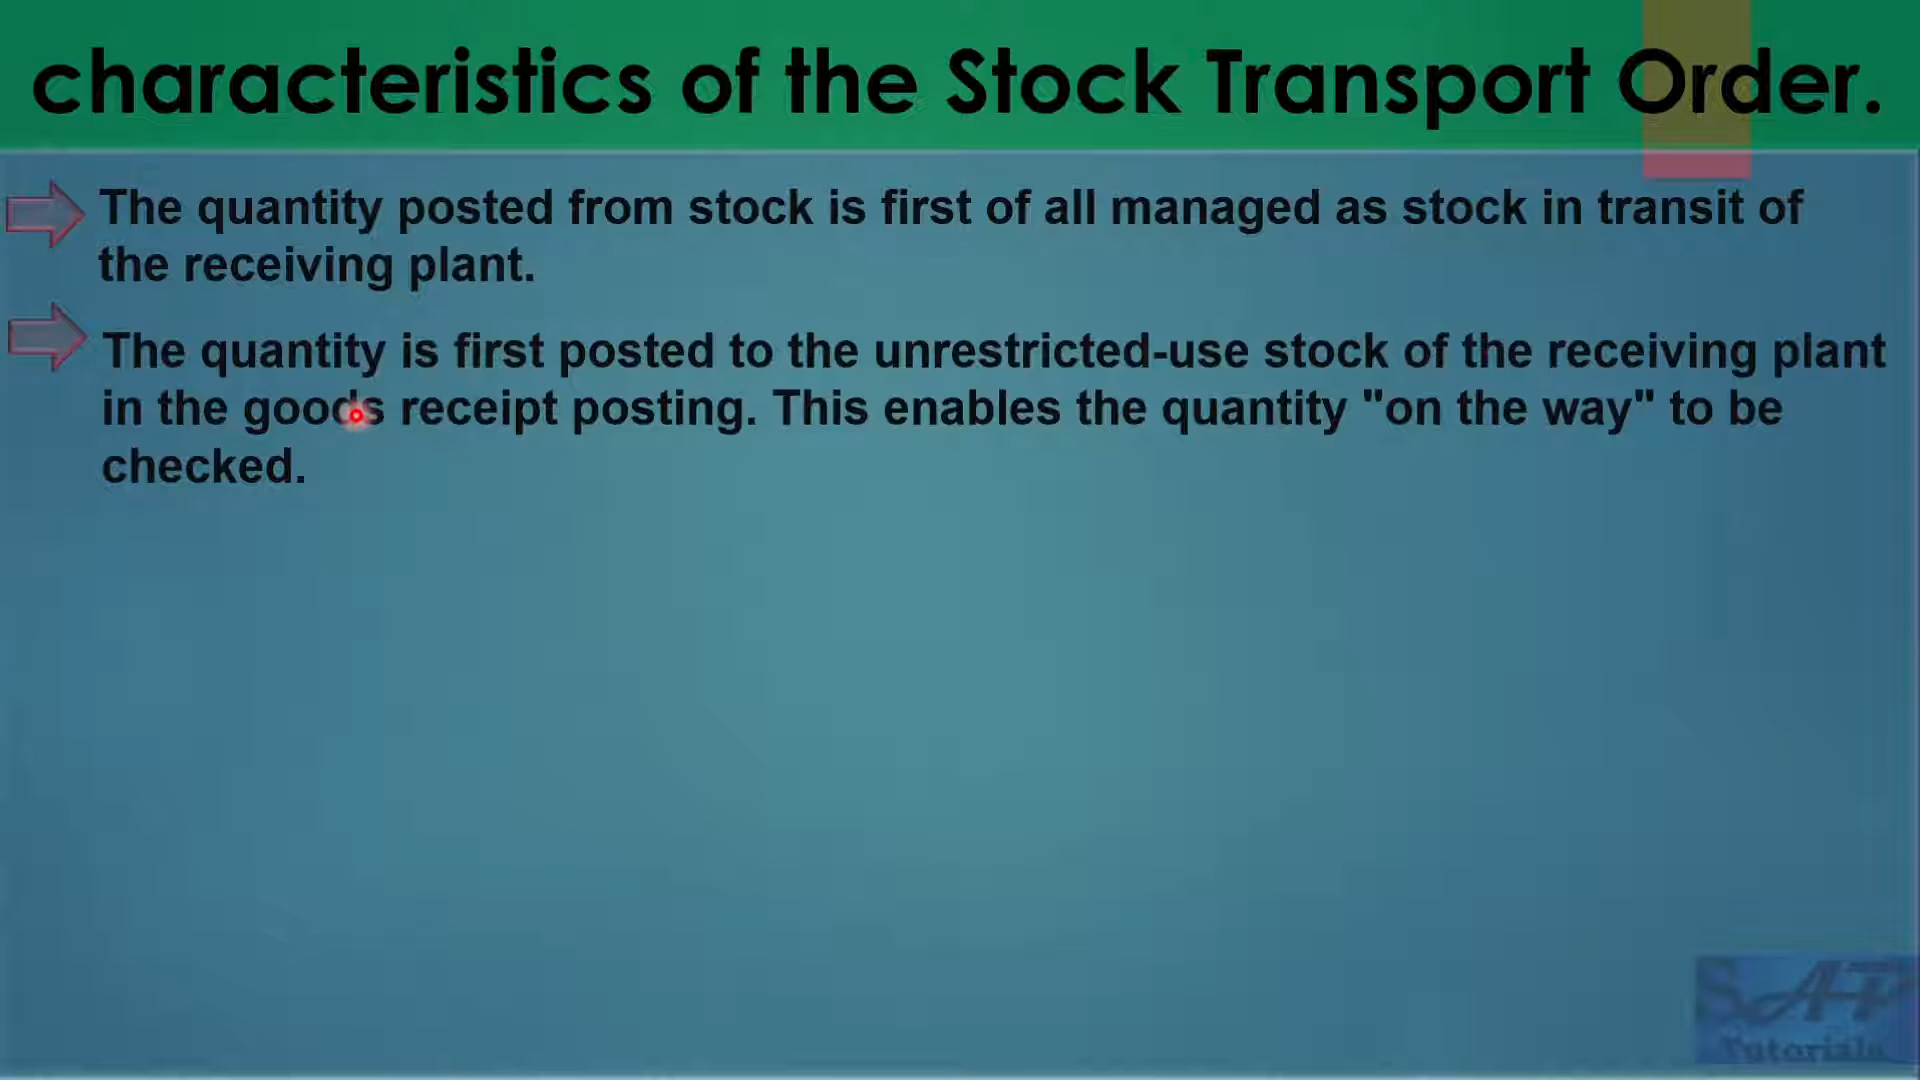 characteristics of the Stock Transport Order.
The quantity posted from stock is first of all managed as stock in transit of
the receiving plant.
The quantity is first posted to the unrestricted-use stock of the receiving plant
in the goods receipt posting. This enables the quantity "on the way" to be
checked.
SAP
Tutorials